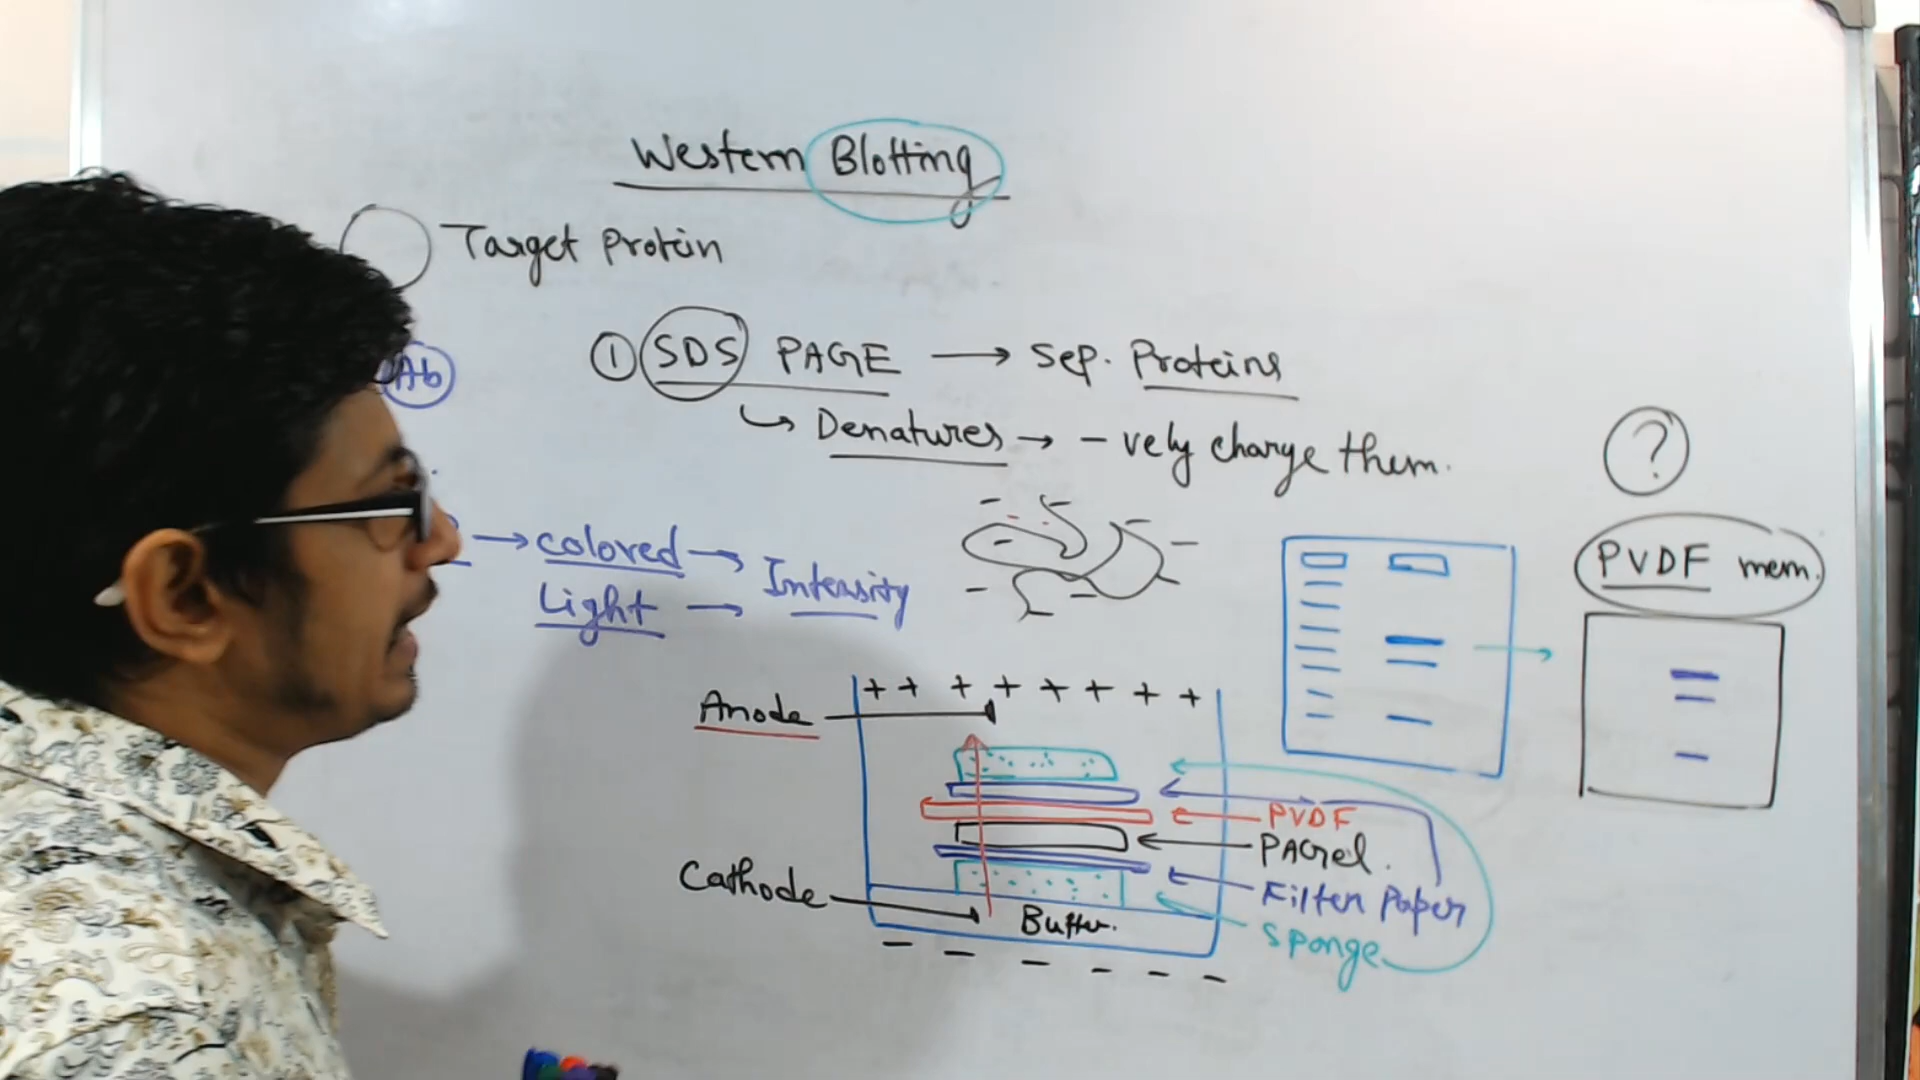 Western Blotting
Target Protein
Ab
① SDS PAGE → Sep. Proteins
↳ Denatures → - vely charge them.
?
→ colored → Intensity
Light →
PVDF mem.
+ + + + + + + +
Anode
PVDF
PAGel.
Cathode
Filter Paper
Buffer.
Sponge